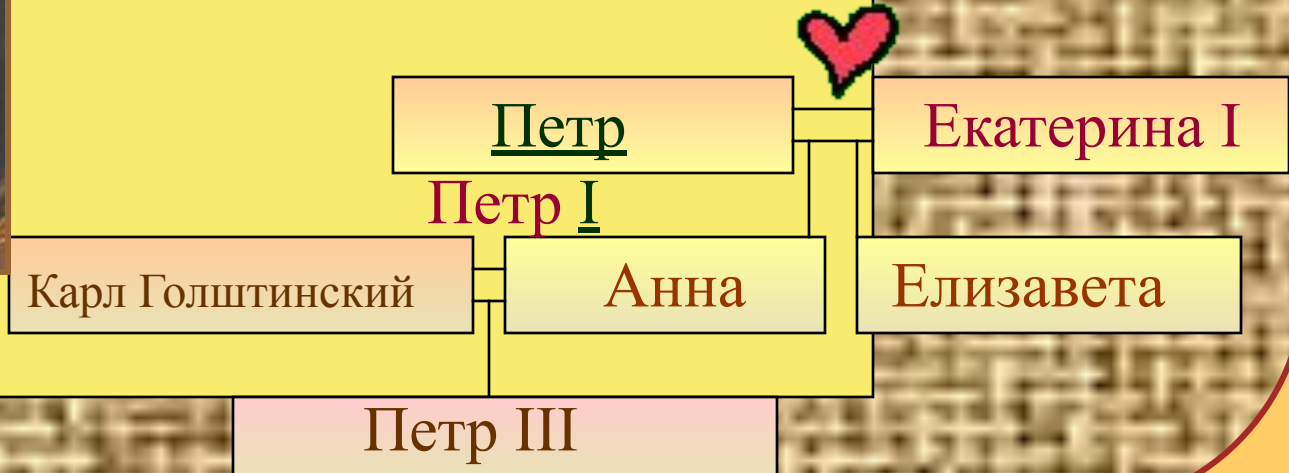 Петр
Екатерина I
Петр I
Карл Голштинский
Анна
Елизавета
Петр III